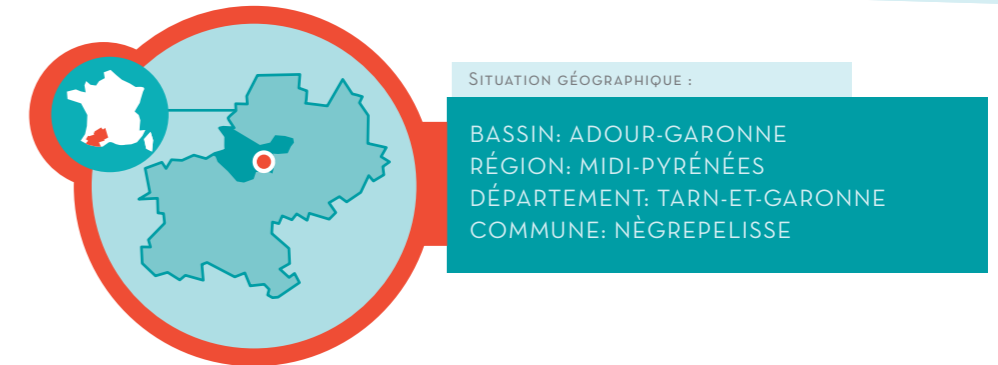 Situation géographique :
BASSIN: ADOUR-GARONNE
RÉGION: MIDI-PYRÉNÉES
DÉPARTEMENT: TARN-ET-GARONNE
COMMUNE: NÈGREPELISSE